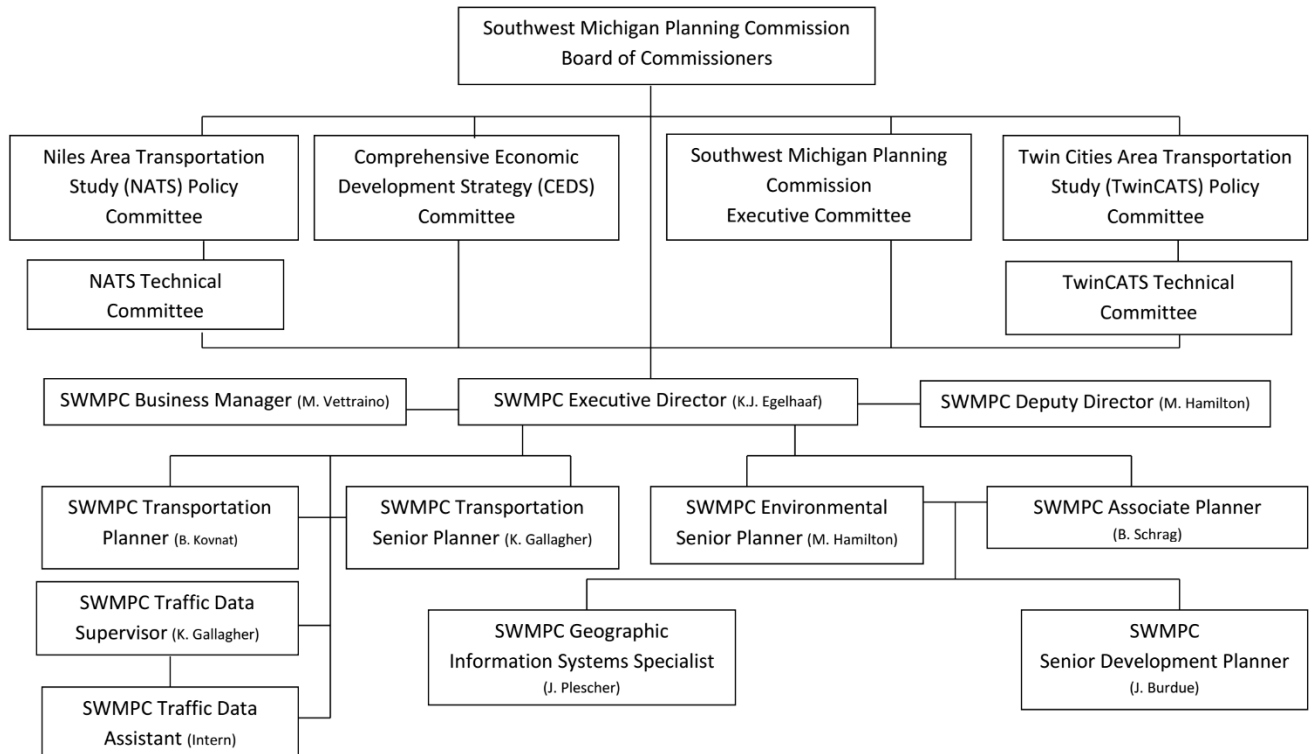 Southwest Michigan Planning Commission
Board of Commissioners
Niles Area Transportation
Study (NATS) Policy
Committee
Comprehensive Economic
Development Strategy (CEDS)
Committee
Southwest Michigan Planning
Commission
Executive Committee
Twin Cities Area Transportation
Study (TwinCATS) Policy
Committee
NATS Technical
Committee
TwinCATS Technical
Committee
SWMPC Business Manager (M. Vettraino)
SWMPC Executive Director (K.J. Egelhaaf)
SWMPC Deputy Director (M. Hamilton)
SWMPC Transportation
Planner (B. Kovnat)
SWMPC Transportation
Senior Planner (K. Gallagher)
SWMPC Environmental
Senior Planner (M. Hamilton)
SWMPC Associate Planner
(B. Schrag)
SWMPC Traffic Data
Supervisor (K. Gallagher)
SWMPC Geographic
Information Systems Specialist
(J. Plescher)
SWMPC
Senior Development Planner
(J. Burdue)
SWMPC Traffic Data
Assistant (Intern)